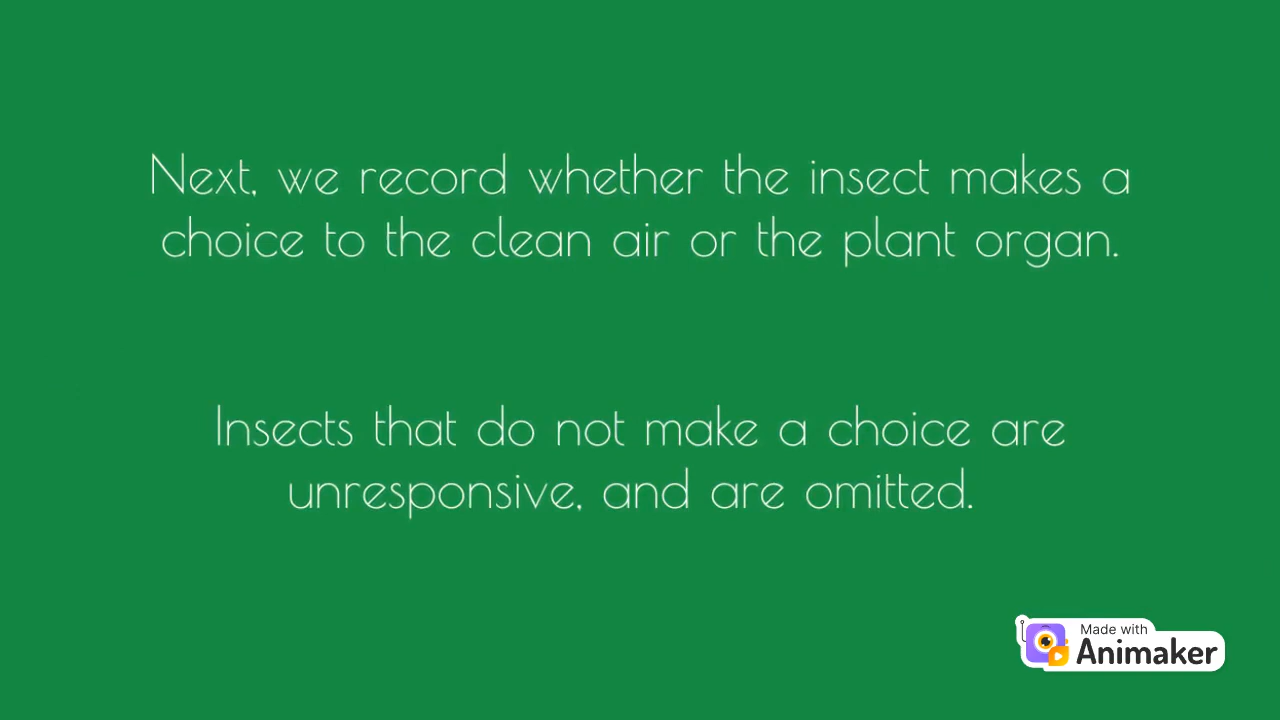 Next, we record whether the insect makes a
choice to the clean air or the plant organ.
Insects that do not make a choice are
unresponsive, and are omitted.
Made with
Animaker